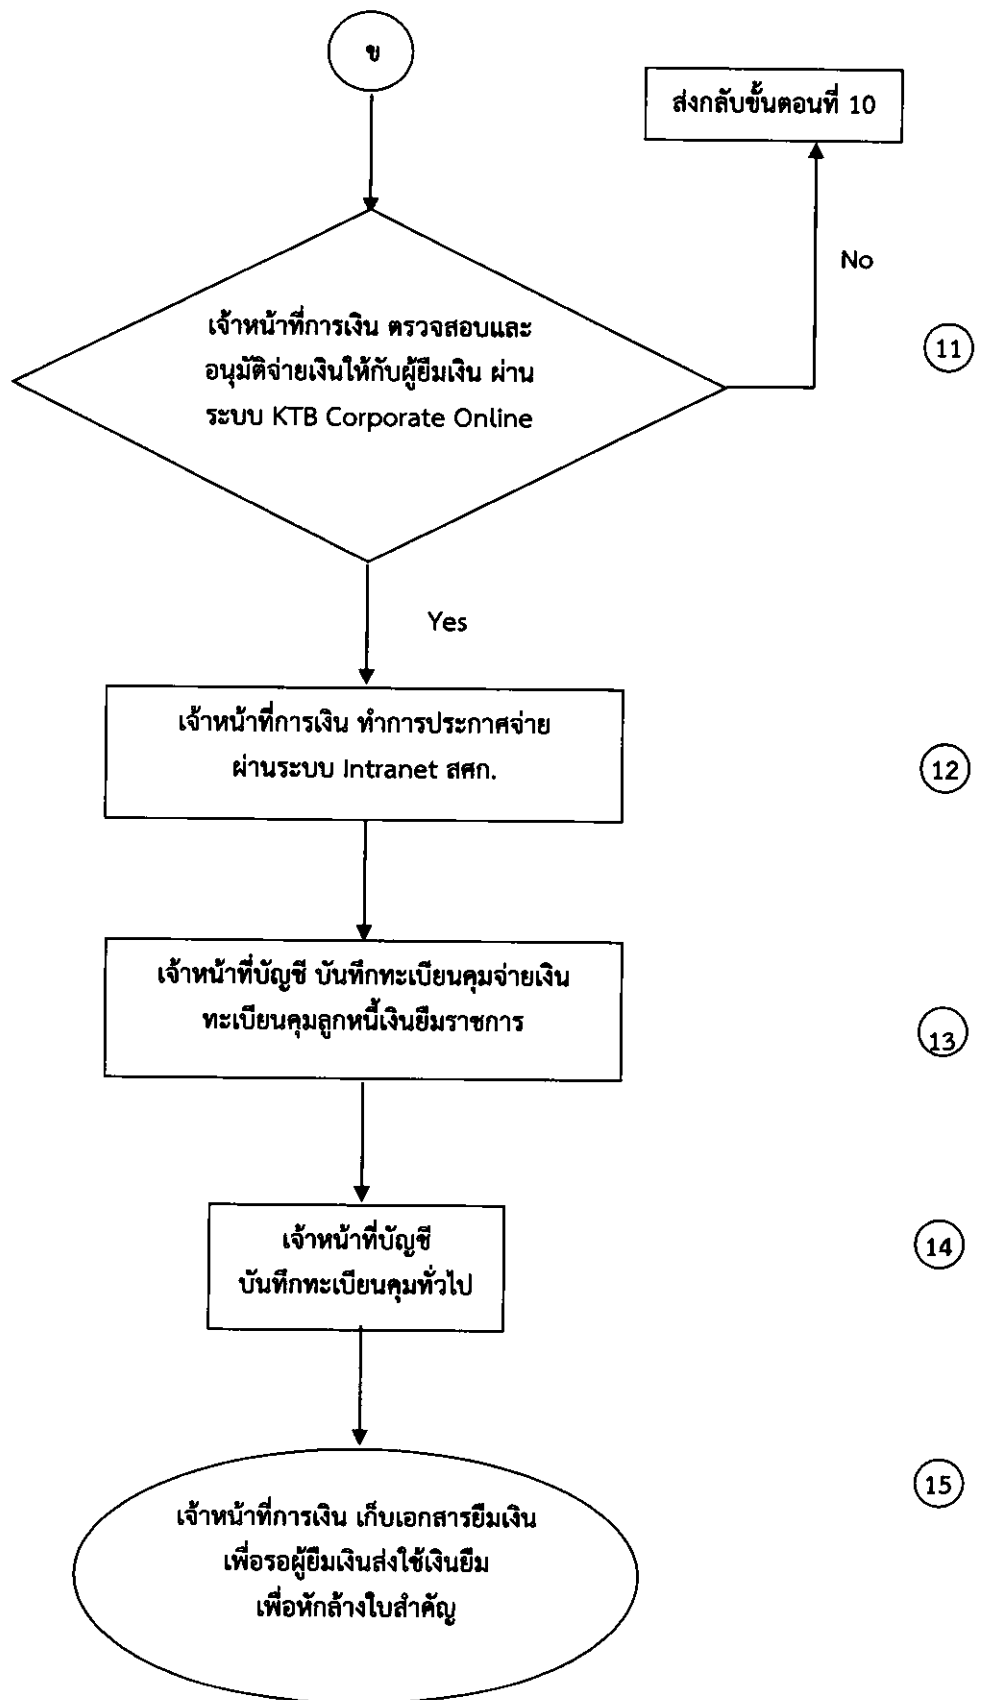 ข
ส่งกลับขั้นตอนที่ 10
No
เจ้าหน้าที่การเงิน ตรวจสอบและ
อนุมัติจ่ายเงินให้กับผู้ยืมเงิน ผ่าน
ระบบ KTB Corporate Online
11
Yes
เจ้าหน้าที่การเงิน ทำการประกาศจ่าย
ผ่านระบบ Intranet สศก.
12
เจ้าหน้าที่บัญชี บันทึกทะเบียนคุมจ่ายเงิน
ทะเบียนคุมลูกหนี้เงินยืมราชการ
13
เจ้าหน้าที่บัญชี
บันทึกทะเบียนคุมทั่วไป
14
15
เจ้าหน้าที่การเงิน เก็บเอกสารยืมเงิน
เพื่อรอผู้ยืมเงินส่งใช้เงินยืม
เพื่อหักล้างใบสำคัญ